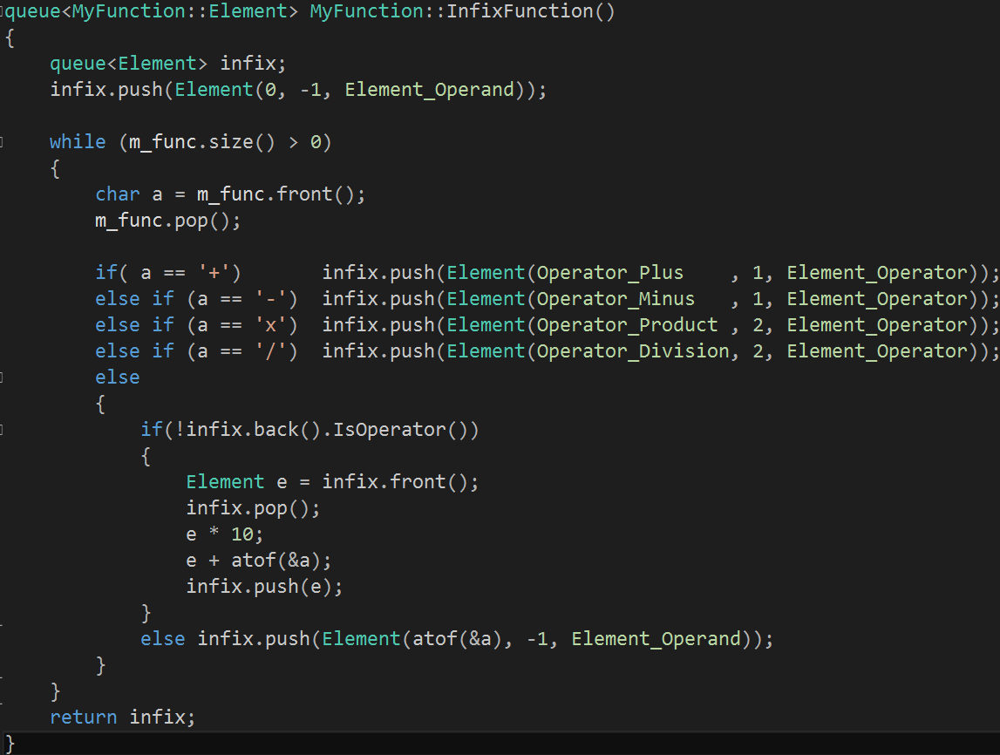 queue<MyFunction::Element> MyFunction::InfixFunction()
{
    queue<Element> infix;
    infix.push(Element(0, -1, Element_Operand));

    while (m_func.size() > 0)
    {
        char a = m_func.front();
        m_func.pop();

        if( a == '+')       infix.push(Element(Operator_Plus    , 1, Element_Operator));
        else if (a == '-')  infix.push(Element(Operator_Minus   , 1, Element_Operator));
        else if (a == 'x')  infix.push(Element(Operator_Product , 2, Element_Operator));
        else if (a == '/')  infix.push(Element(Operator_Division, 2, Element_Operator));
        else
        {
            if(!infix.back().IsOperator())
            {
                Element e = infix.front();
                infix.pop();
                e * 10;
                e + atof(&a);
                infix.push(e);
            }
            else infix.push(Element(atof(&a), -1, Element_Operand));
        }
    }
    return infix;
}